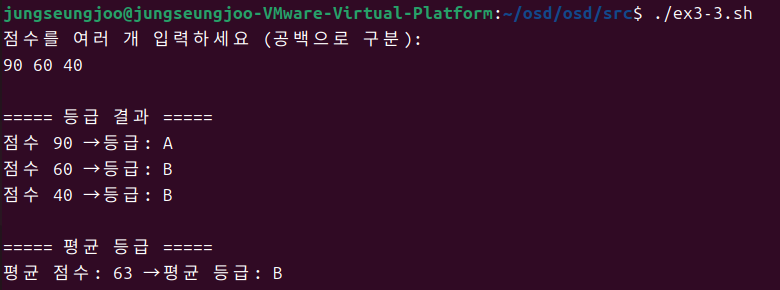 jungseungjoo@jungseungjoo-VMware-Virtual-Platform:~/osd/osd/src$ ./ex3-3.sh
점수를 여러 개 입력하세요 (공백으로 구분):
90 60 40
===== 등급 결과 =====
점수 90 →등급: A
점수 60 →등급: B
점수 40 →등급: B
===== 평균 등급 =====
평균 점수: 63 →평균 등급: B